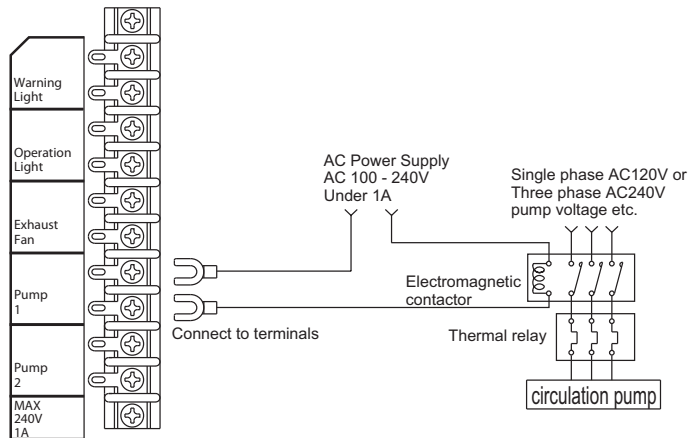 Warning
Light
Operation
Light
Exhaust
Fan
Pump
1
Pump
2
MAX
240V
1A
AC Power Supply
AC 100 - 240V
Under 1A
Single phase AC120V or
Three phase AC240V
pump voltage etc.
Electromagnetic
contactor
Connect to terminals
Thermal relay
circulation pump